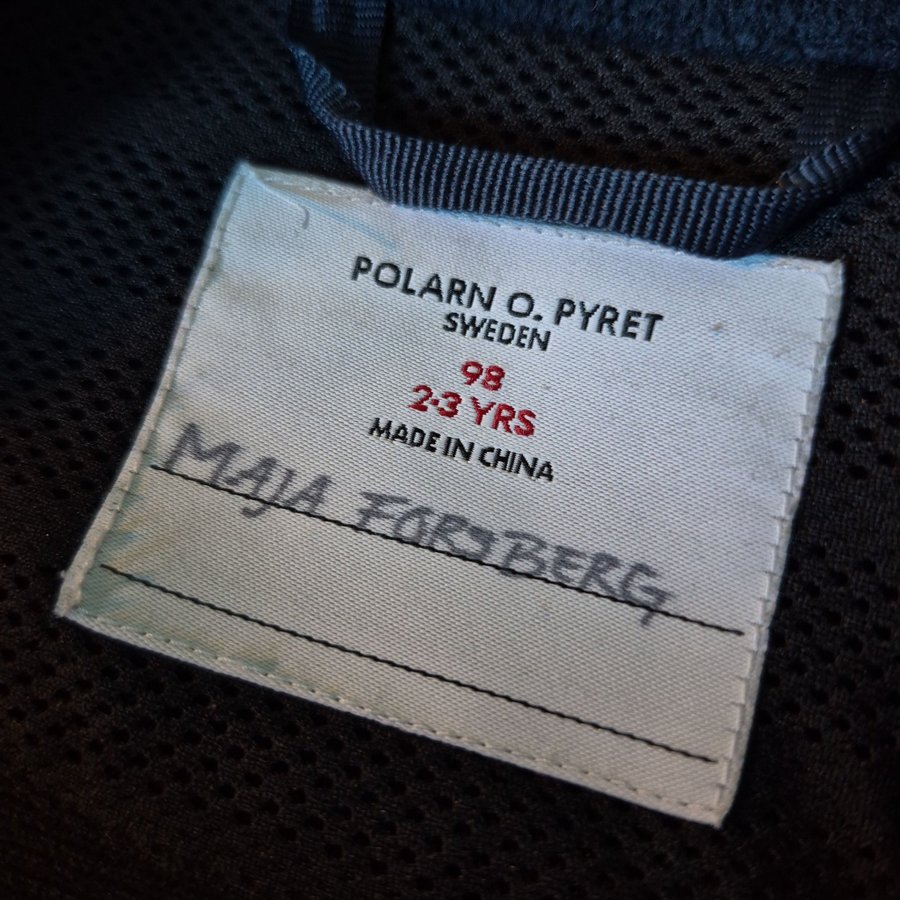 POLARN O. PYRET
SWEDEN
98
2-3 YRS
MADE IN CHINA
MAJA FORSBERG